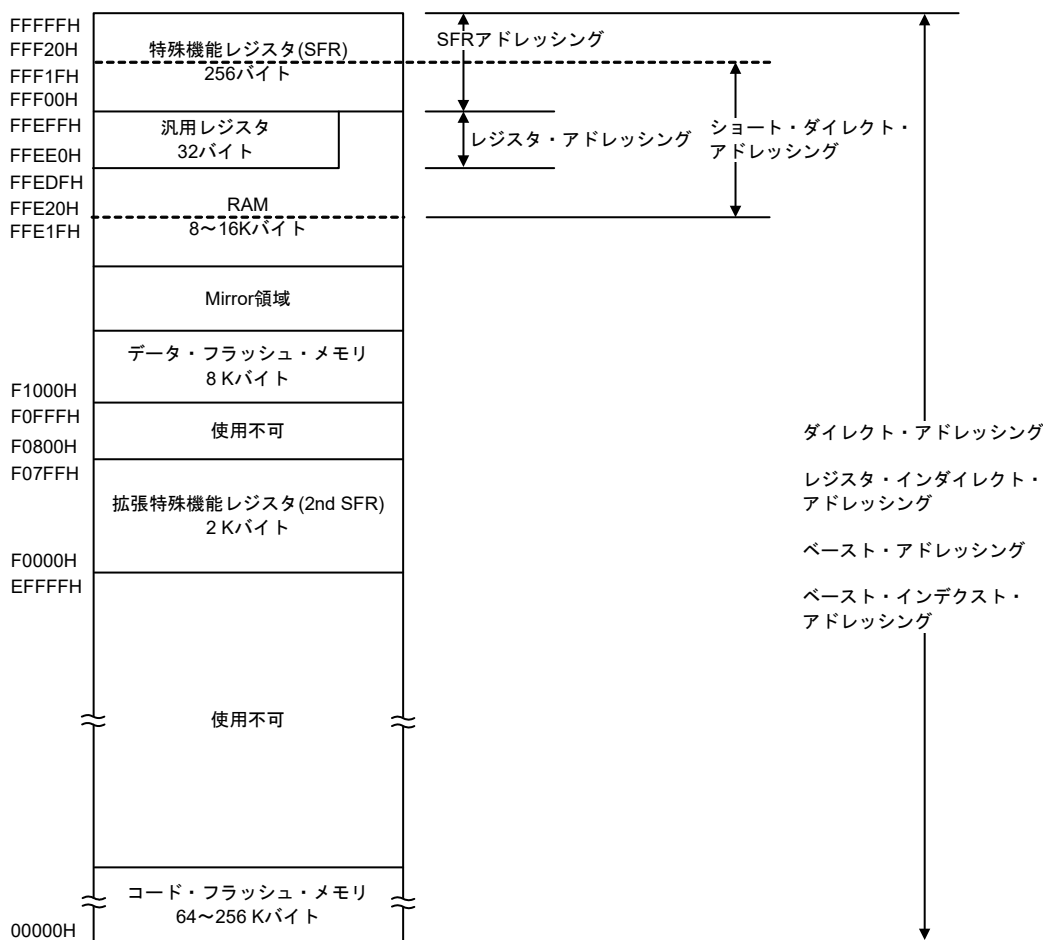 FFFFFH
FFF20H
FFF1FH
FFF00H
FFEFFH
FFEE0H
FFEDFH
FFE20H
FFE1FH
F1000H
F0FFFH
F0800H
F07FFH
F0000H
EFFFFH
00000H
特殊機能レジスタ(SFR)
256バイト
汎用レジスタ
32バイト
RAM
8～16Kバイト
Mirror領域
データ・フラッシュ・メモリ
8 Kバイト
使用不可
拡張特殊機能レジスタ(2nd SFR)
2 Kバイト
使用不可
コード・フラッシュ・メモリ
64～256 Kバイト
SFRアドレッシング
レジスタ・アドレッシング
ショート・ダイレクト・
アドレッシング
ダイレクト・アドレッシング
レジスタ・インダイレクト・
アドレッシング
ベースト・アドレッシング
ベースト・インデクスト・
アドレッシング